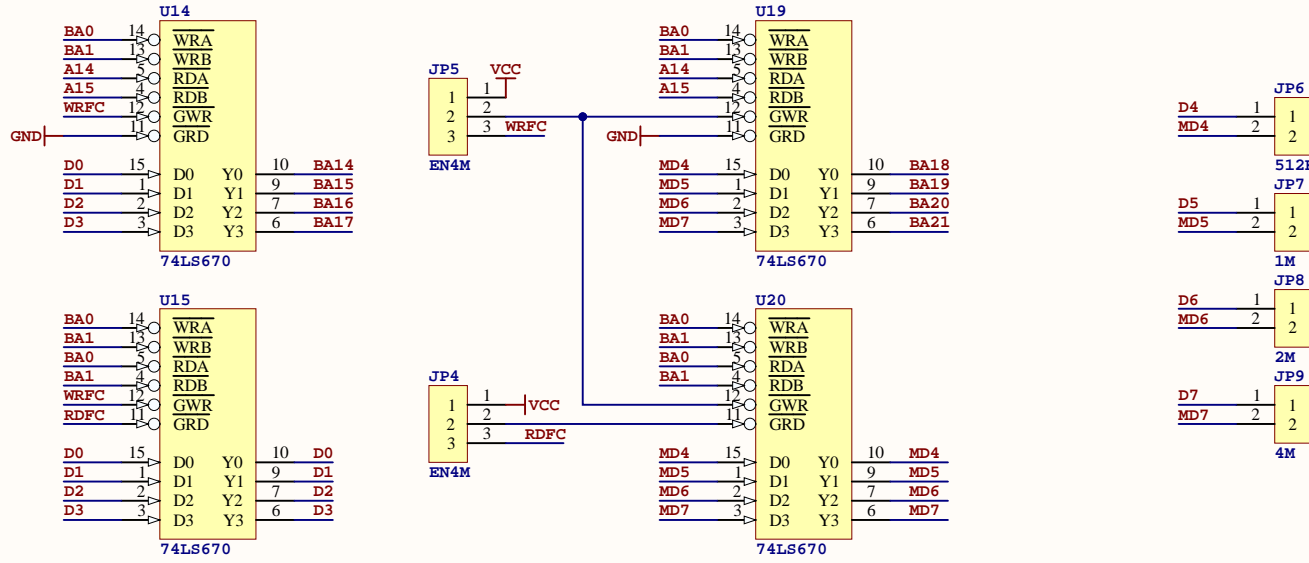 U14
BA0 14 WRA
BA1 13 WRB
A14 5 RDA
A15 4 RDB
WRFC 12 GWR
GND 11 GRD
D0 15 D0 Y0 10 BA14
D1 1 D1 Y1 9 BA15
D2 2 D2 Y2 7 BA16
D3 3 D3 Y3 6 BA17
74LS670
U15
BA0 14 WRA
BA1 13 WRB
BA0 5 RDA
BA1 4 RDB
WRFC 12 GWR
RDFC 11 GRD
D0 15 D0 Y0 10 D0
D1 1 D1 Y1 9 D1
D2 2 D2 Y2 7 D2
D3 3 D3 Y3 6 D3
74LS670
JP5
VCC
1 1
2 2
3 3 WRFC
EN4M
JP4
1 1 VCC
2 2
3 3 RDFC
EN4M
U19
BA0 14 WRA
BA1 13 WRB
A14 5 RDA
A15 4 RDB
12 GWR
GND 11 GRD
MD4 15 D0 Y0 10 BA18
MD5 1 D1 Y1 9 BA19
MD6 2 D2 Y2 7 BA20
MD7 3 D3 Y3 6 BA21
74LS670
U20
BA0 14 WRA
BA1 13 WRB
BA0 5 RDA
BA1 4 RDB
12 GWR
11 GRD
MD4 15 D0 Y0 10 MD4
MD5 1 D1 Y1 9 MD5
MD6 2 D2 Y2 7 MD6
MD7 3 D3 Y3 6 MD7
74LS670
JP6
D4 1 1
MD4 2 2
JP7
D5 1 1
MD5 2 2
1M
JP8
D6 1 1
MD6 2 2
2M
JP9
D7 1 1
MD7 2 2
4M